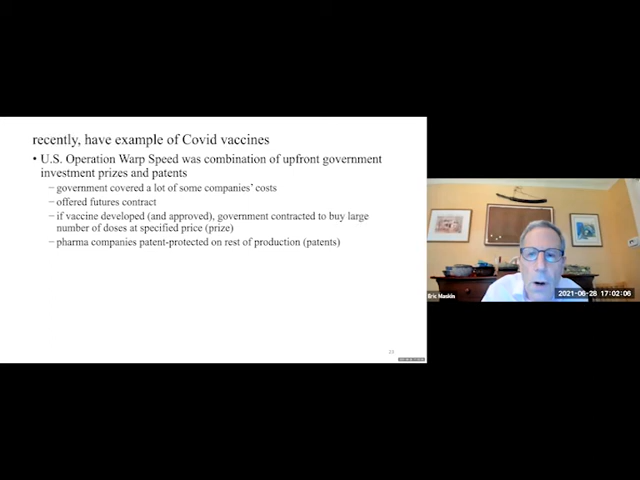 recently, have example of Covid vaccines
• U.S. Operation Warp Speed was combination of upfront government
investment prizes and patents
– government covered a lot of some companies' costs
– offered futures contract
– if vaccine developed (and approved), government contracted to buy large
number of doses at specified price (prize)
– pharma companies patent-protected on rest of production (patents)
Eric Maskin
2021-06-28 17:02:06